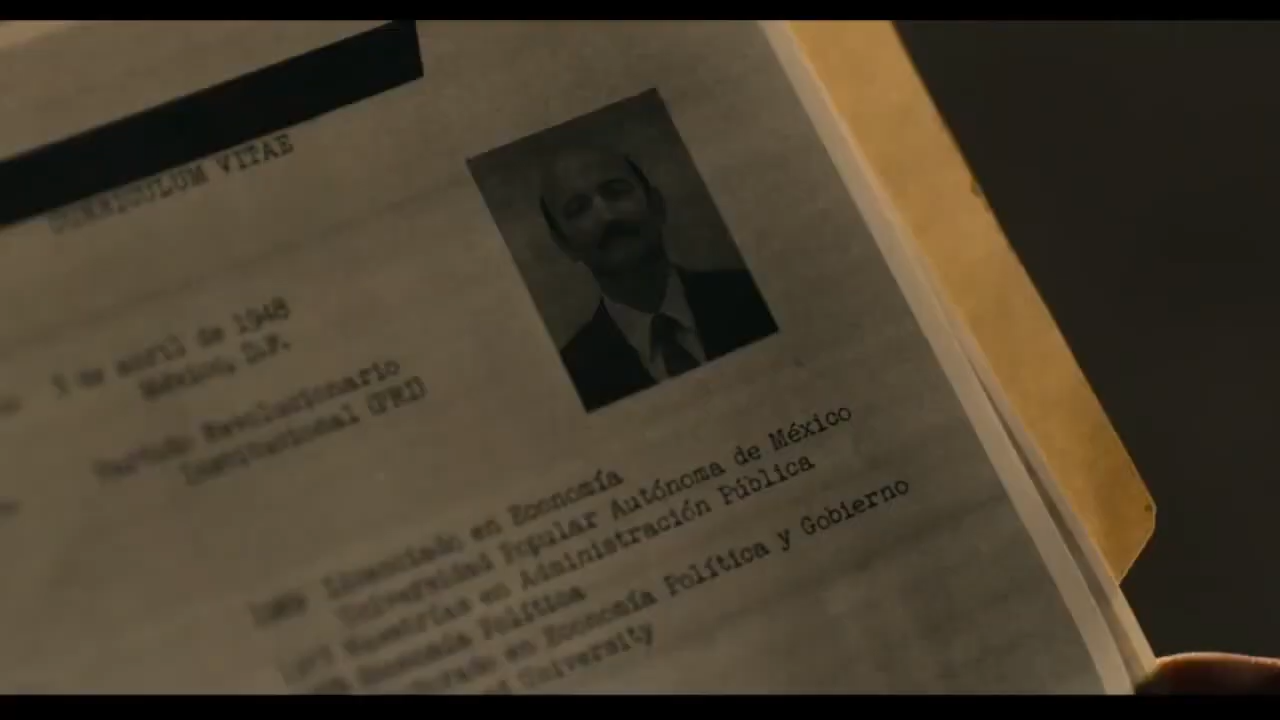 CURRICULUM VITAE
de abril de 1948
México, D.F.
Partido Revolucionario
Institucional (PRI)
Licenciado en Economía
Universidad Popular Autónoma de México
Maestrías en Administración Pública
Economía Política
en Economía Política y Gobierno
University